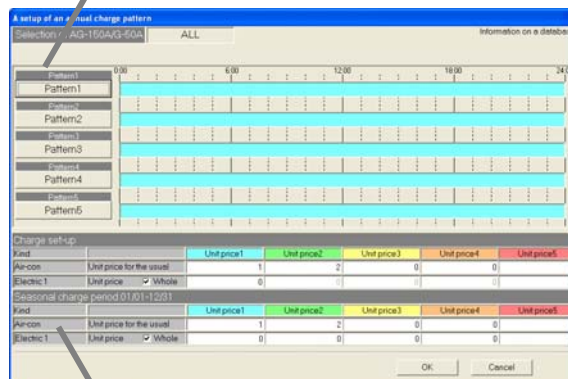 A setup of an annual charge pattern
Selection AG-150A/G-50A ALL Information on a databas
0:00 6:00 12:00 18:00 24:0
Pattern1
Pattern1
Pattern2
Pattern2
Pattern3
Pattern3
Pattern4
Pattern4
Pattern5
Pattern5
Charge set-up
Kind Unit price1 Unit price2 Unit price3 Unit price4 Unit price5
Air-con Unit price for the usual 1 2 0 0
Electric 1 Unit price Whole 0 0 0 0
Seasonal charge period 01/01-12/31
Kind Unit price1 Unit price2 Unit price3 Unit price4 Unit price5
Air-con Unit price for the usual 1 2 0 0
Electric 1 Unit price Whole 0 0 0 0
OK Cancel